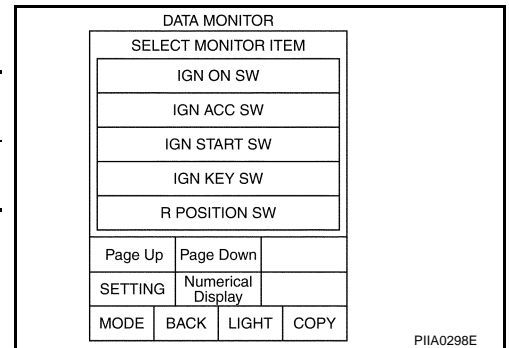 DATA MONITOR
SELECT MONITOR ITEM
IGN ON SW
IGN ACC SW
IGN START SW
IGN KEY SW
R POSITION SW
Page Up Page Down
SETTING Numerical Display
MODE BACK LIGHT COPY
PIIA0298E